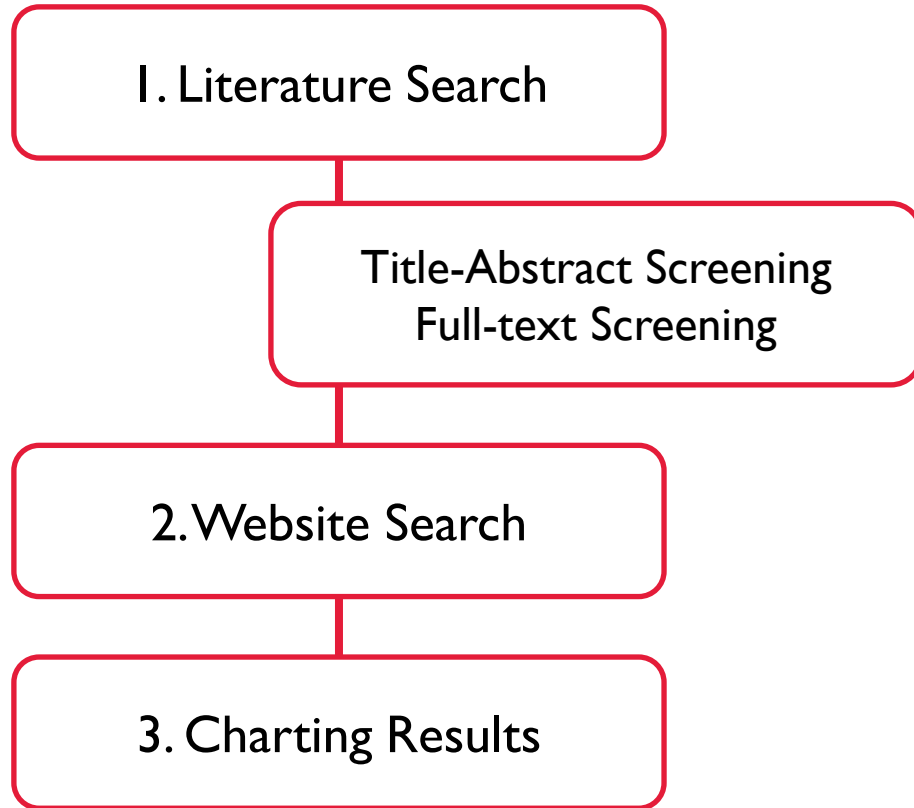 1. Literature Search
Title-Abstract Screening
Full-text Screening
2. Website Search
3. Charting Results